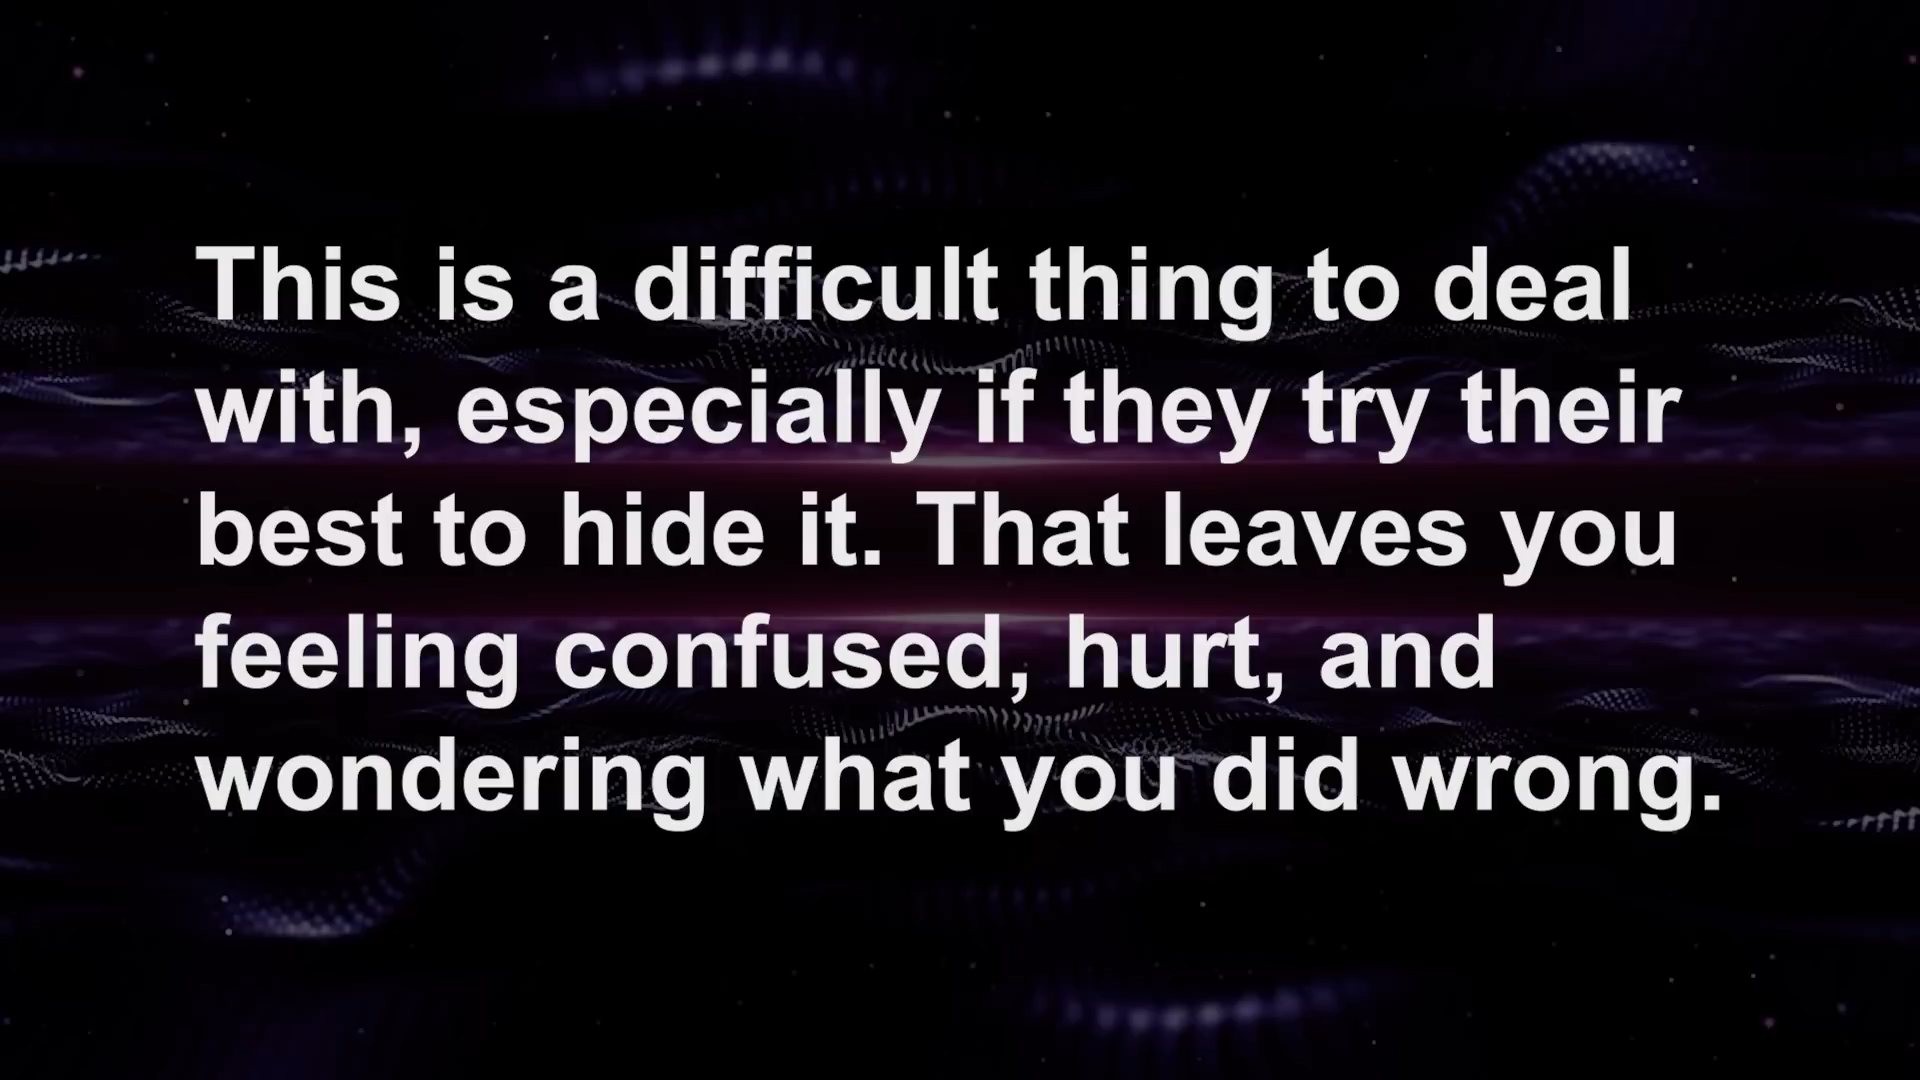 This is a difficult thing to deal
with, especially if they try their
best to hide it. That leaves you
feeling confused, hurt, and
wondering what you did wrong.